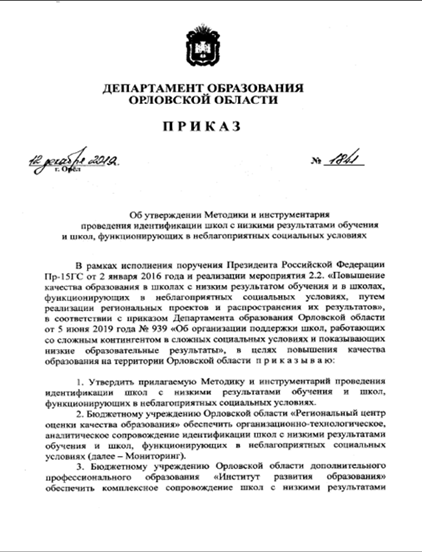 ДЕПАРТАМЕНТ ОБРАЗОВАНИЯ
ОРЛОВСКОЙ ОБЛАСТИ
ПРИКАЗ
12 декабря 2019 № 1841
г. Орёл
Об утверждении Методики и инструментария
проведения идентификации школ с низкими результатами обучения
и школ, функционирующих в неблагоприятных социальных условиях
В рамках исполнения поручения Президента Российской Федерации
Пр-15ГС от 2 января 2016 года и реализации мероприятия 2.2. «Повышение
качества образования в школах с низким результатом обучения и в школах,
функционирующих в неблагоприятных социальных условиях, путем
реализации региональных проектов и распространения их результатов»,
в соответствии с приказом Департамента образования Орловской области
от 5 июня 2019 года № 939 «Об организации поддержки школ, работающих
со сложным контингентом в сложных социальных условиях и показывающих
низкие образовательные результаты», в целях повышения качества
образования на территории Орловской области приказываю:
1. Утвердить прилагаемую Методику и инструментарий проведения
идентификации школ с низкими результатами обучения и школ,
функционирующих в неблагоприятных социальных условиях.
2. Бюджетному учреждению Орловской области «Региональный центр
оценки качества образования» обеспечить организационно-технологическое,
аналитическое сопровождение идентификации школ с низкими результатами
обучения и школ, функционирующих в неблагоприятных социальных
условиях (далее – Мониторинг).
3. Бюджетному учреждению Орловской области дополнительного
профессионального образования «Институт развития образования»
обеспечить комплексное сопровождение школ с низкими результатами